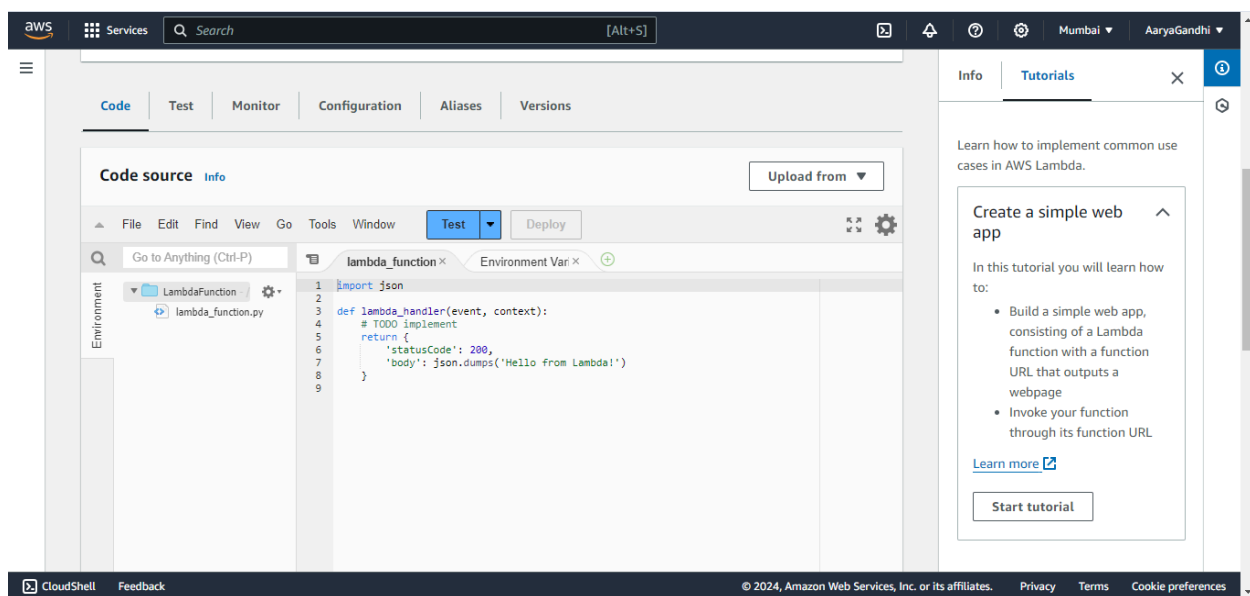 aws Services Search [Alt+S] Mumbai ▼ AaryaGandhi ▼
Code Test Monitor Configuration Aliases Versions
Code source Info Upload from ▼
File Edit Find View Go Tools Window Test Deploy
Go to Anything (Ctrl-P)
Environment
LambdaFunction - /
lambda_function.py
lambda_function × Environment Vari ×
1 import json
2
3 def lambda_handler(event, context):
4     # TODO implement
5     return {
6         'statusCode': 200,
7         'body': json.dumps('Hello from Lambda!')
8     }
9
Info Tutorials
Learn how to implement common use
cases in AWS Lambda.
Create a simple web
app
In this tutorial you will learn how
to:
• Build a simple web app,
consisting of a Lambda
function with a function
URL that outputs a
webpage
• Invoke your function
through its function URL
Learn more
Start tutorial
CloudShell Feedback © 2024, Amazon Web Services, Inc. or its affiliates. Privacy Terms Cookie preferences